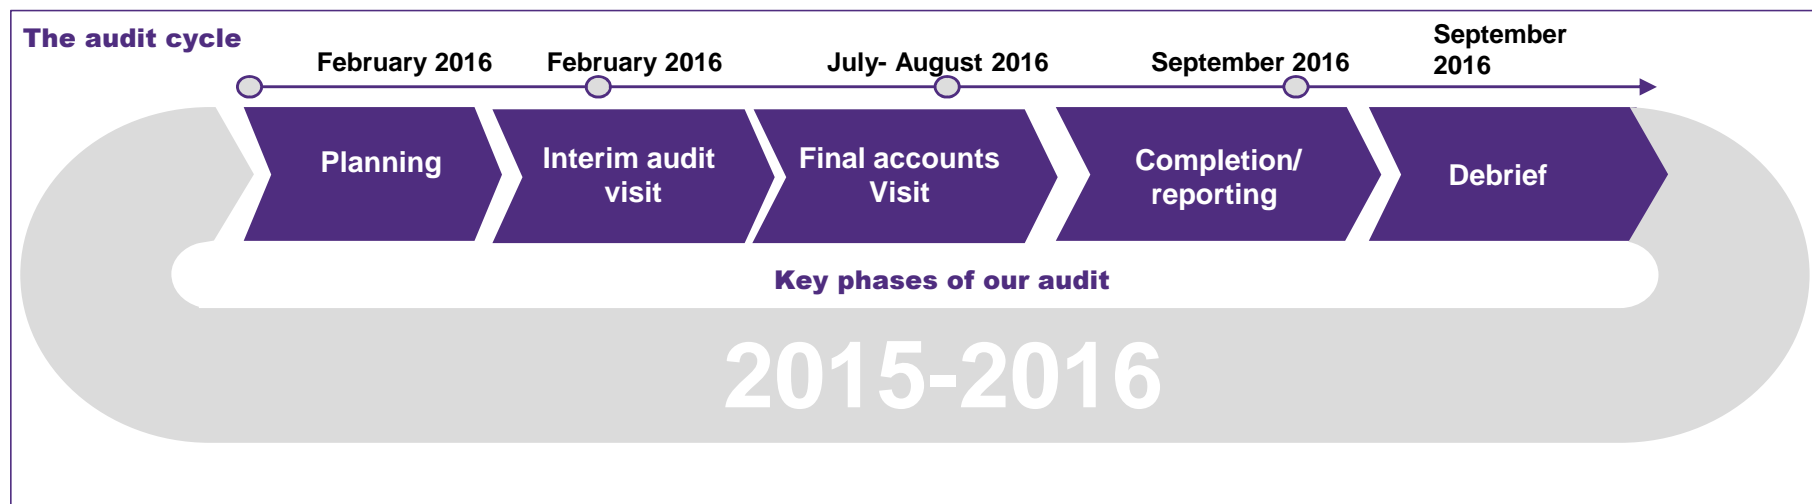 The audit cycle
February 2016
February 2016
July- August 2016
September 2016
September
2016
Planning
Interim audit
visit
Final accounts
Visit
Completion/
reporting
Debrief
Key phases of our audit
2015-2016